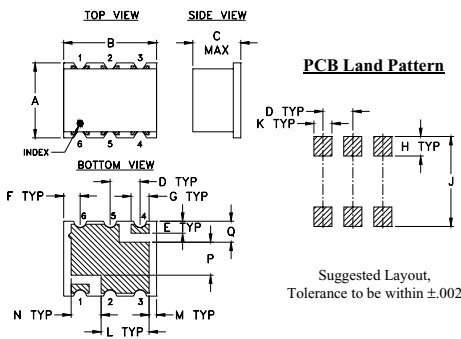 TOP VIEW
SIDE VIEW
B
C
MAX
1 2 3
A
INDEX
6 5 4
BOTTOM VIEW
F TYP
D TYP
G TYP
6 5 4
E TYP
Q
P
1 2 3
N TYP
M TYP
L TYP
PCB Land Pattern
D TYP
K TYP
H TYP
J
Suggested Layout,
Tolerance to be within ±.002